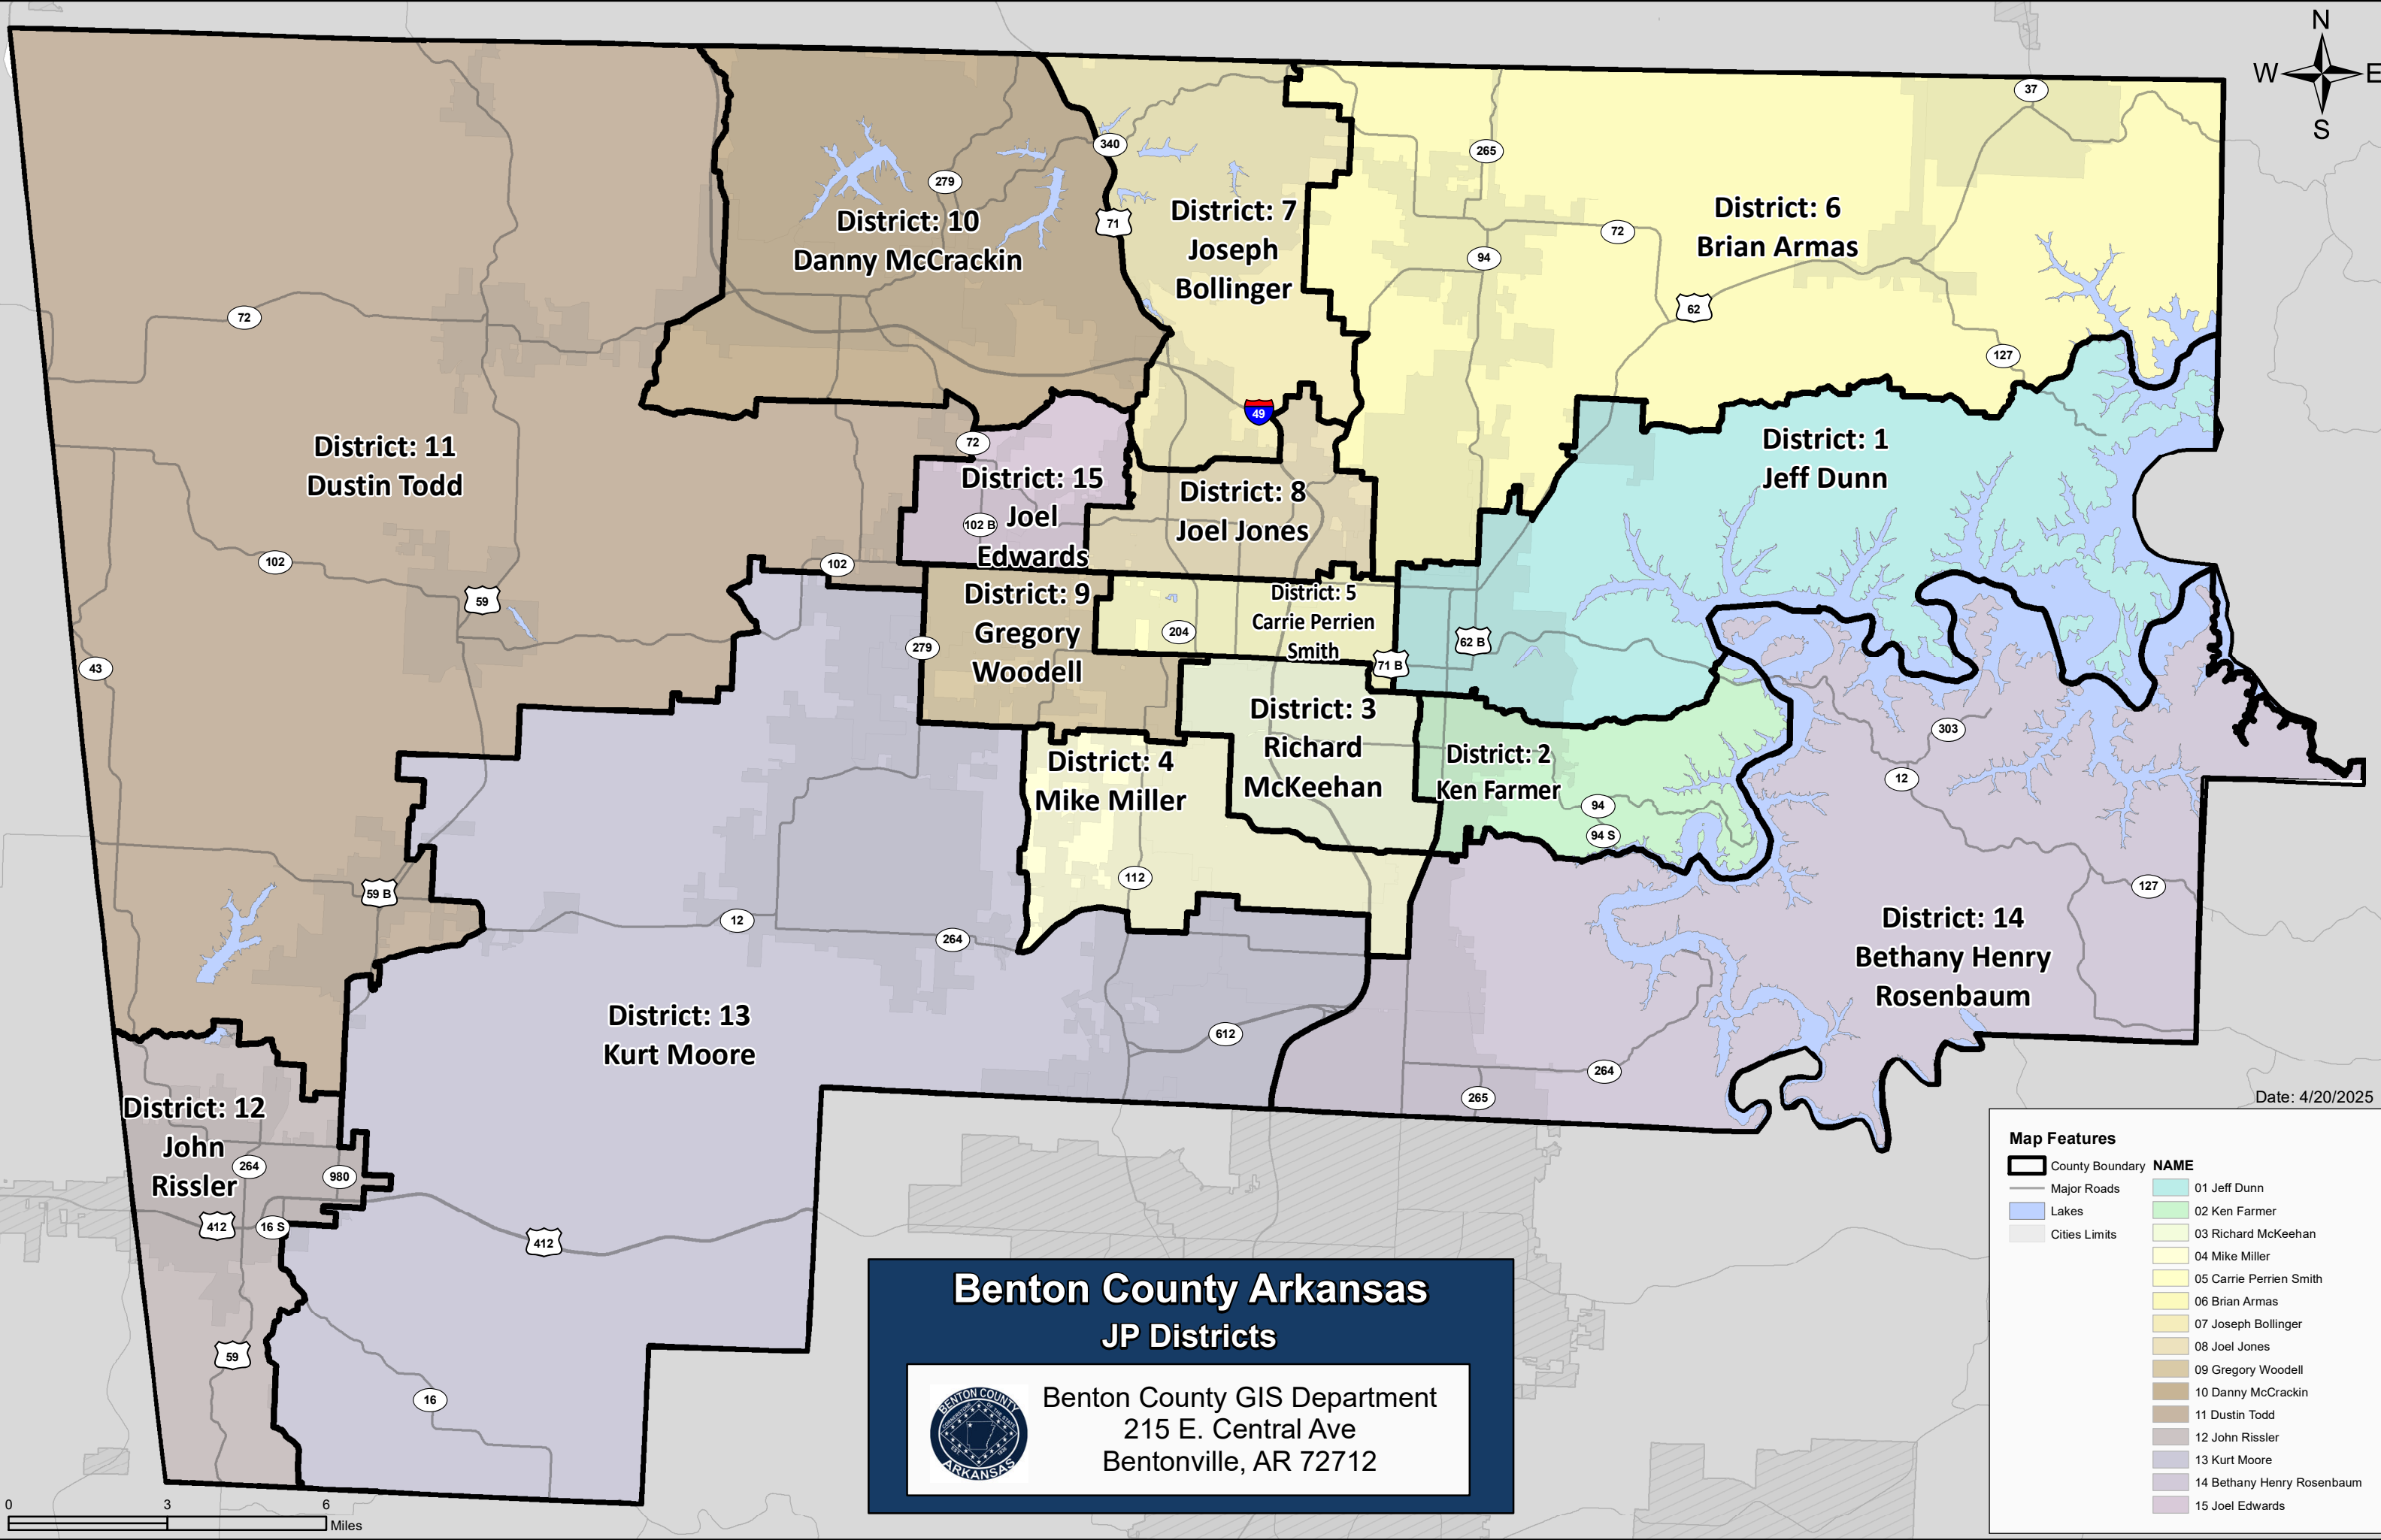 N
W E
S
37
340
265
279
District: 7
Joseph
Bollinger
District: 6
Brian Armas
District: 10
Danny McCrackin
71
72
94
62
72
127
49
District: 11
Dustin Todd
72
District: 15
Joel
Edwards
102 B
District: 8
Joel Jones
District: 1
Jeff Dunn
102
102
59
District: 9
Gregory
Woodell
District: 5
Carrie Perrien
Smith
204
279
62 B
71 B
43
District: 3
Richard
McKeehan
District: 2
Ken Farmer
303
12
District: 4
Mike Miller
94
94 S
112
59 B
127
12
264
District: 14
Bethany Henry
Rosenbaum
District: 13
Kurt Moore
612
264
265
District: 12
John
Rissler
264
980
412
16 S
412
59
16
Date: 4/20/2025
Map Features
County Boundary
Major Roads
Lakes
Cities Limits
NAME
01 Jeff Dunn
02 Ken Farmer
03 Richard McKeehan
04 Mike Miller
05 Carrie Perrien Smith
06 Brian Armas
07 Joseph Bollinger
08 Joel Jones
09 Gregory Woodell
10 Danny McCrackin
11 Dustin Todd
12 John Rissler
13 Kurt Moore
14 Bethany Henry Rosenbaum
15 Joel Edwards
Benton County Arkansas
JP Districts
BENTON COUNTY
ARKANSAS
Benton County GIS Department
215 E. Central Ave
Bentonville, AR 72712
0 3 6
Miles